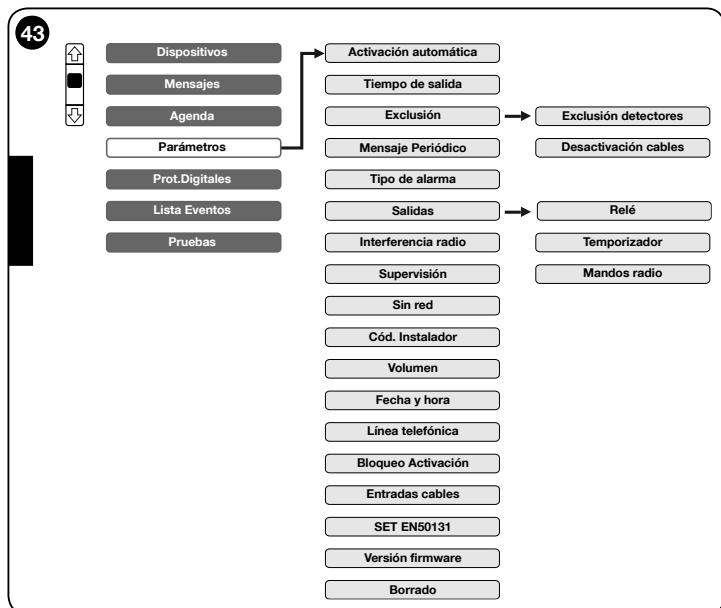 43
Dispositivos
Mensajes
Agenda
Parámetros
Prot.Digitales
Lista Eventos
Pruebas
Activación automática
Tiempo de salida
Exclusión
Mensaje Periódico
Tipo de alarma
Salidas
Interferencia radio
Supervisión
Sin red
Cód. Instalador
Volumen
Fecha y hora
Línea telefónica
Bloqueo Activación
Entradas cables
SET EN50131
Versión firmware
Borrado
Exclusión detectores
Desactivación cables
Relé
Temporizador
Mandos radio